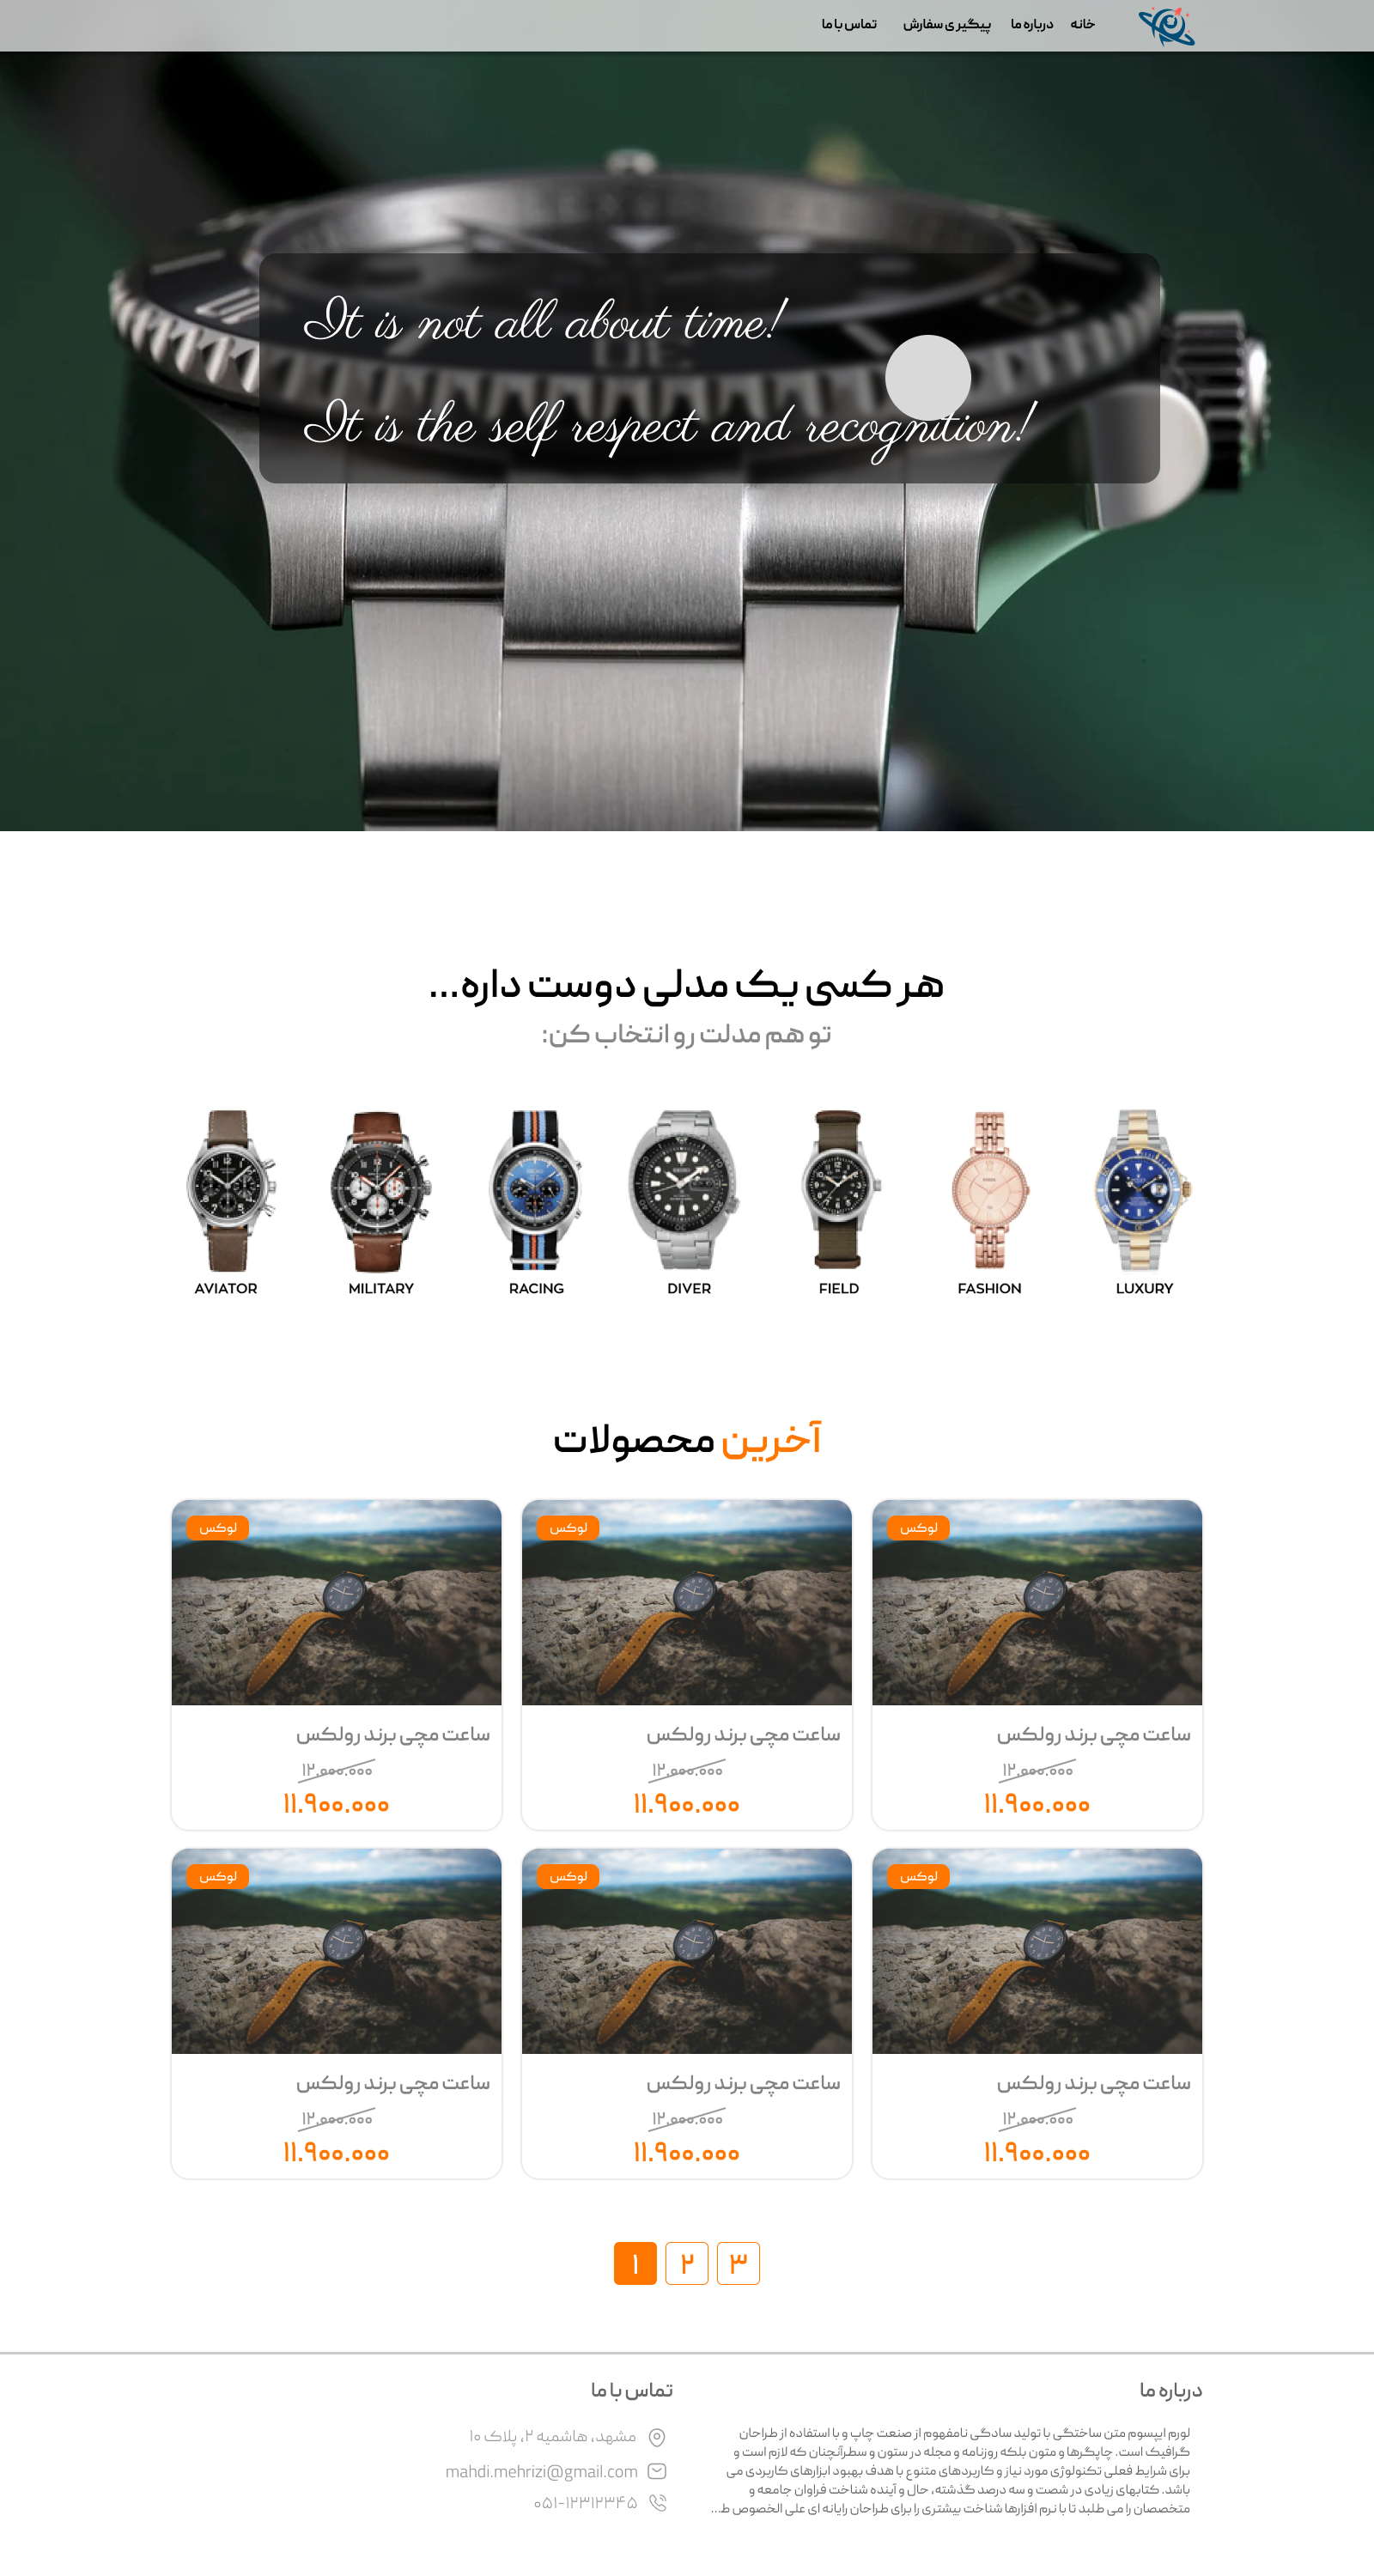 خانه
درباره ما
پیگیری سفارش
تماس با ما
It is not all about time!
It is the self respect and recognition!
هر کسی یک مدلی دوست داره...
تو هم مدلت رو انتخاب کن:
AVIATOR
MILITARY
RACING
DIVER
FIELD
FASHION
LUXURY
آخرین محصولات
لوکس
ساعت مچی برند رولکس
۱۲.۰۰۰.۰۰۰
۱۱.۹۰۰.۰۰۰
لوکس
ساعت مچی برند رولکس
۱۲.۰۰۰.۰۰۰
۱۱.۹۰۰.۰۰۰
لوکس
ساعت مچی برند رولکس
۱۲.۰۰۰.۰۰۰
۱۱.۹۰۰.۰۰۰
لوکس
ساعت مچی برند رولکس
۱۲.۰۰۰.۰۰۰
۱۱.۹۰۰.۰۰۰
لوکس
ساعت مچی برند رولکس
۱۲.۰۰۰.۰۰۰
۱۱.۹۰۰.۰۰۰
لوکس
ساعت مچی برند رولکس
۱۲.۰۰۰.۰۰۰
۱۱.۹۰۰.۰۰۰
۱
۲
۳
درباره ما
لورم ایپسوم متن ساختگی با تولید سادگی نامفهوم از صنعت چاپ و با استفاده از طراحان
گرافیک است. چاپگرها و متون بلکه روزنامه و مجله در ستون و سطرآنچنان که لازم است و
برای شرایط فعلی تکنولوژی مورد نیاز و کاربردهای متنوع با هدف بهبود ابزارهای کاربردی می
باشد. کتابهای زیادی در شصت و سه درصد گذشته، حال و آینده شناخت فراوان جامعه و
متخصصان را می طلبد تا با نرم افزارها شناخت بیشتری را برای طراحان رایانه ای علی الخصوص ط...
تماس با ما
مشهد، هاشمیه ۲، پلاک ۱۰
mahdi.mehrizi@gmail.com
۰۵۱-۱۲۳۱۲۳۴۵